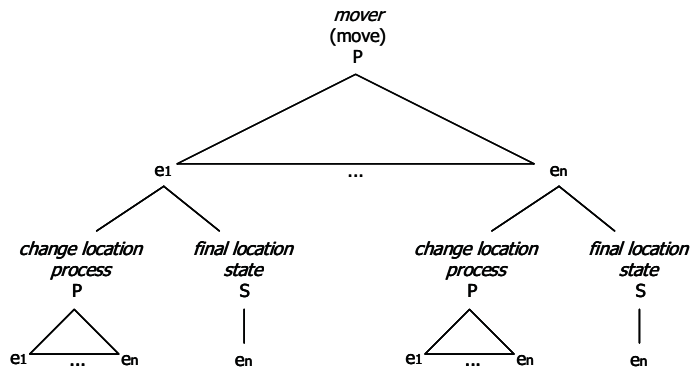 mover
(move)
P
e1 ... en
change location process
P
final location state
S
change location process
P
final location state
S
e1 ... en
en
e1 ... en
en